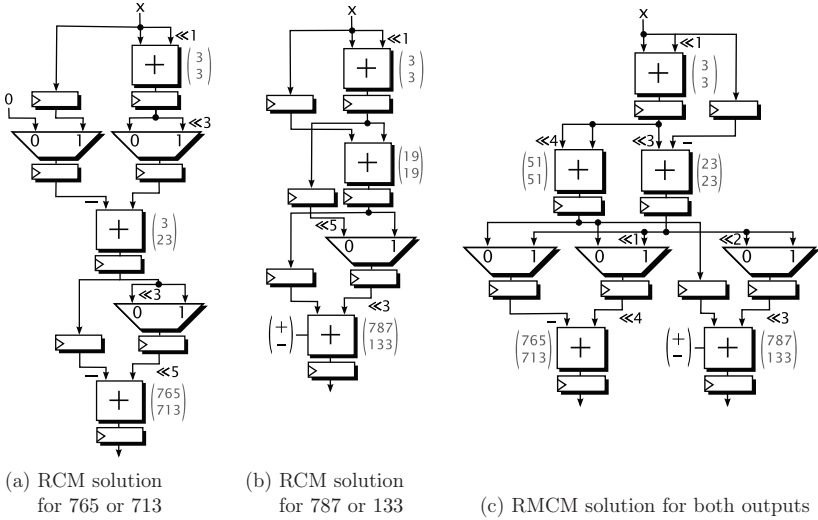 x
≪1
+
( 3 3 )
0
0 1
0 1
≪3
−
+
( 3 23 )
≪3
0 1
−
≪5
+
( 765 713 )
(a) RCM solution
for 765 or 713
x
≪1
+
( 3 3 )
+
( 19 19 )
≪5
0 1
≪3
( + − )
+
( 787 133 )
(b) RCM solution
for 787 or 133
x
≪1
+
( 3 3 )
≪4
≪3
−
( 51 51 )
+
+
( 23 23 )
≪1
≪2
0 1
0 1
0 1
−
≪4
≪3
( 765 713 )
+
( + − )
+
( 787 133 )
(c) RMCM solution for both outputs